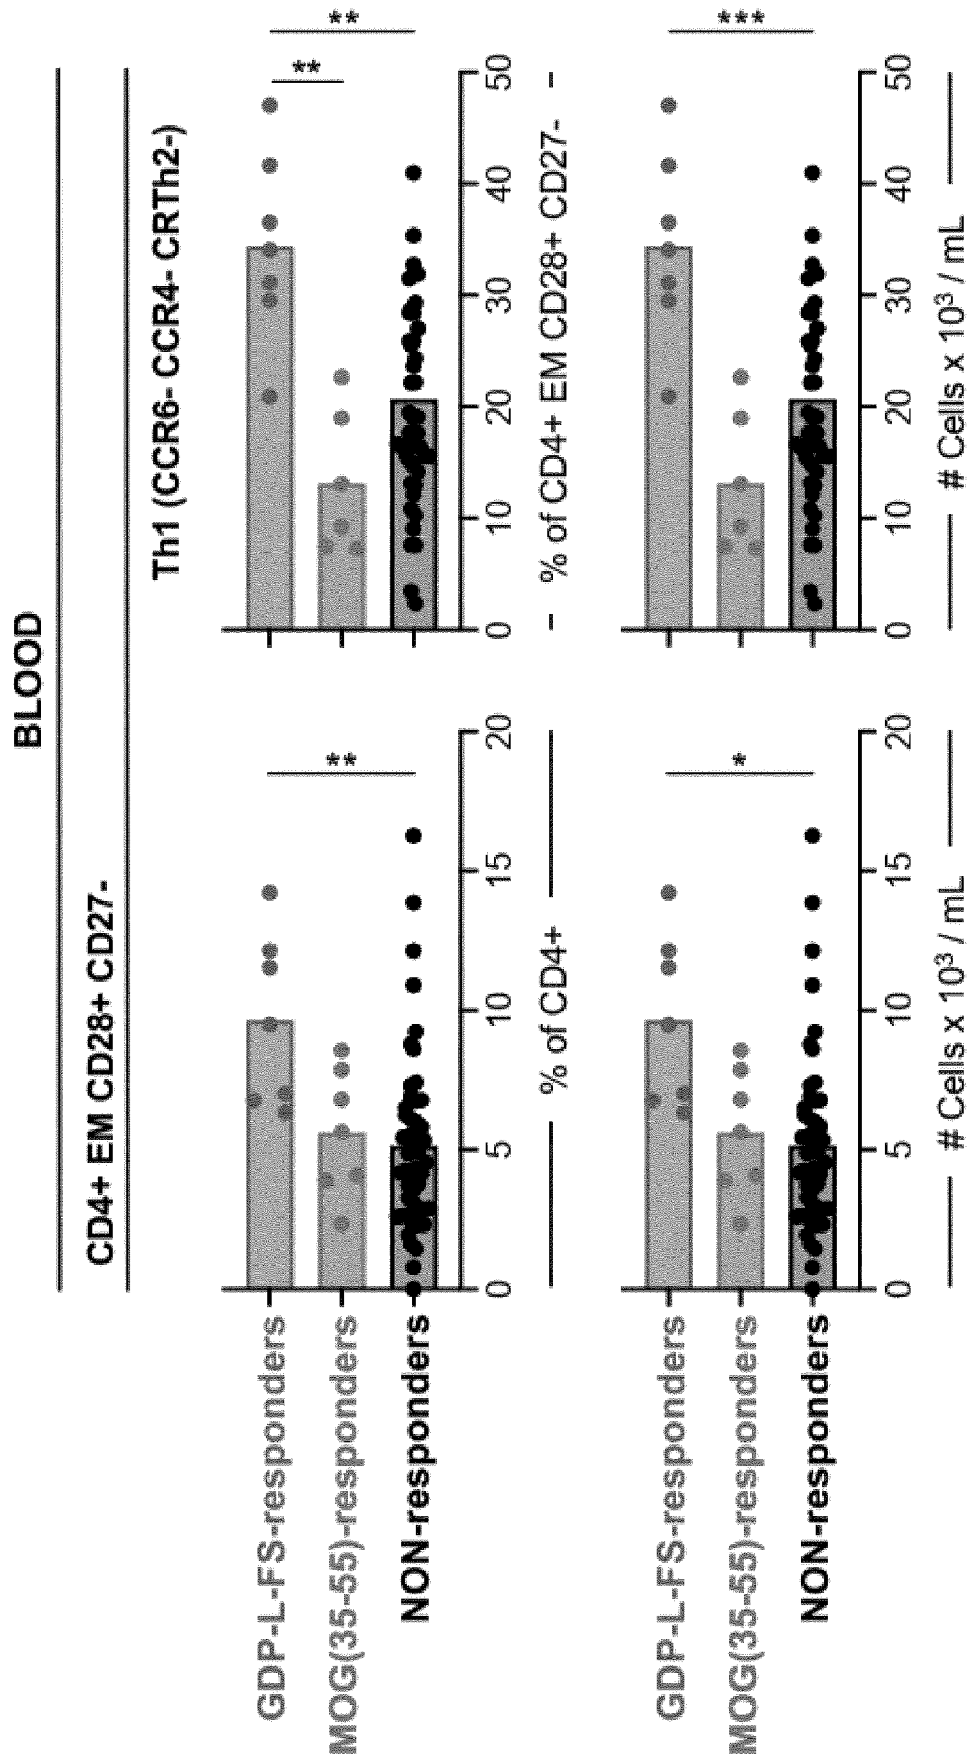 BLOOD
CD4+ EM CD28+ CD27-
Th1 (CCR6- CCR4- CRTh2-)
GDP-L-FS-responders
MOG(35-55)-responders
NON-responders
**
0 5 10 15 20
% of CD4+
**
**
0 10 20 30 40 50
% of CD4+ EM CD28+ CD27-
GDP-L-FS-responders
MOG(35-55)-responders
NON-responders
*
0 5 10 15 20
# Cells x 10³ / mL
***
0 10 20 30 40 50
# Cells x 10³ / mL